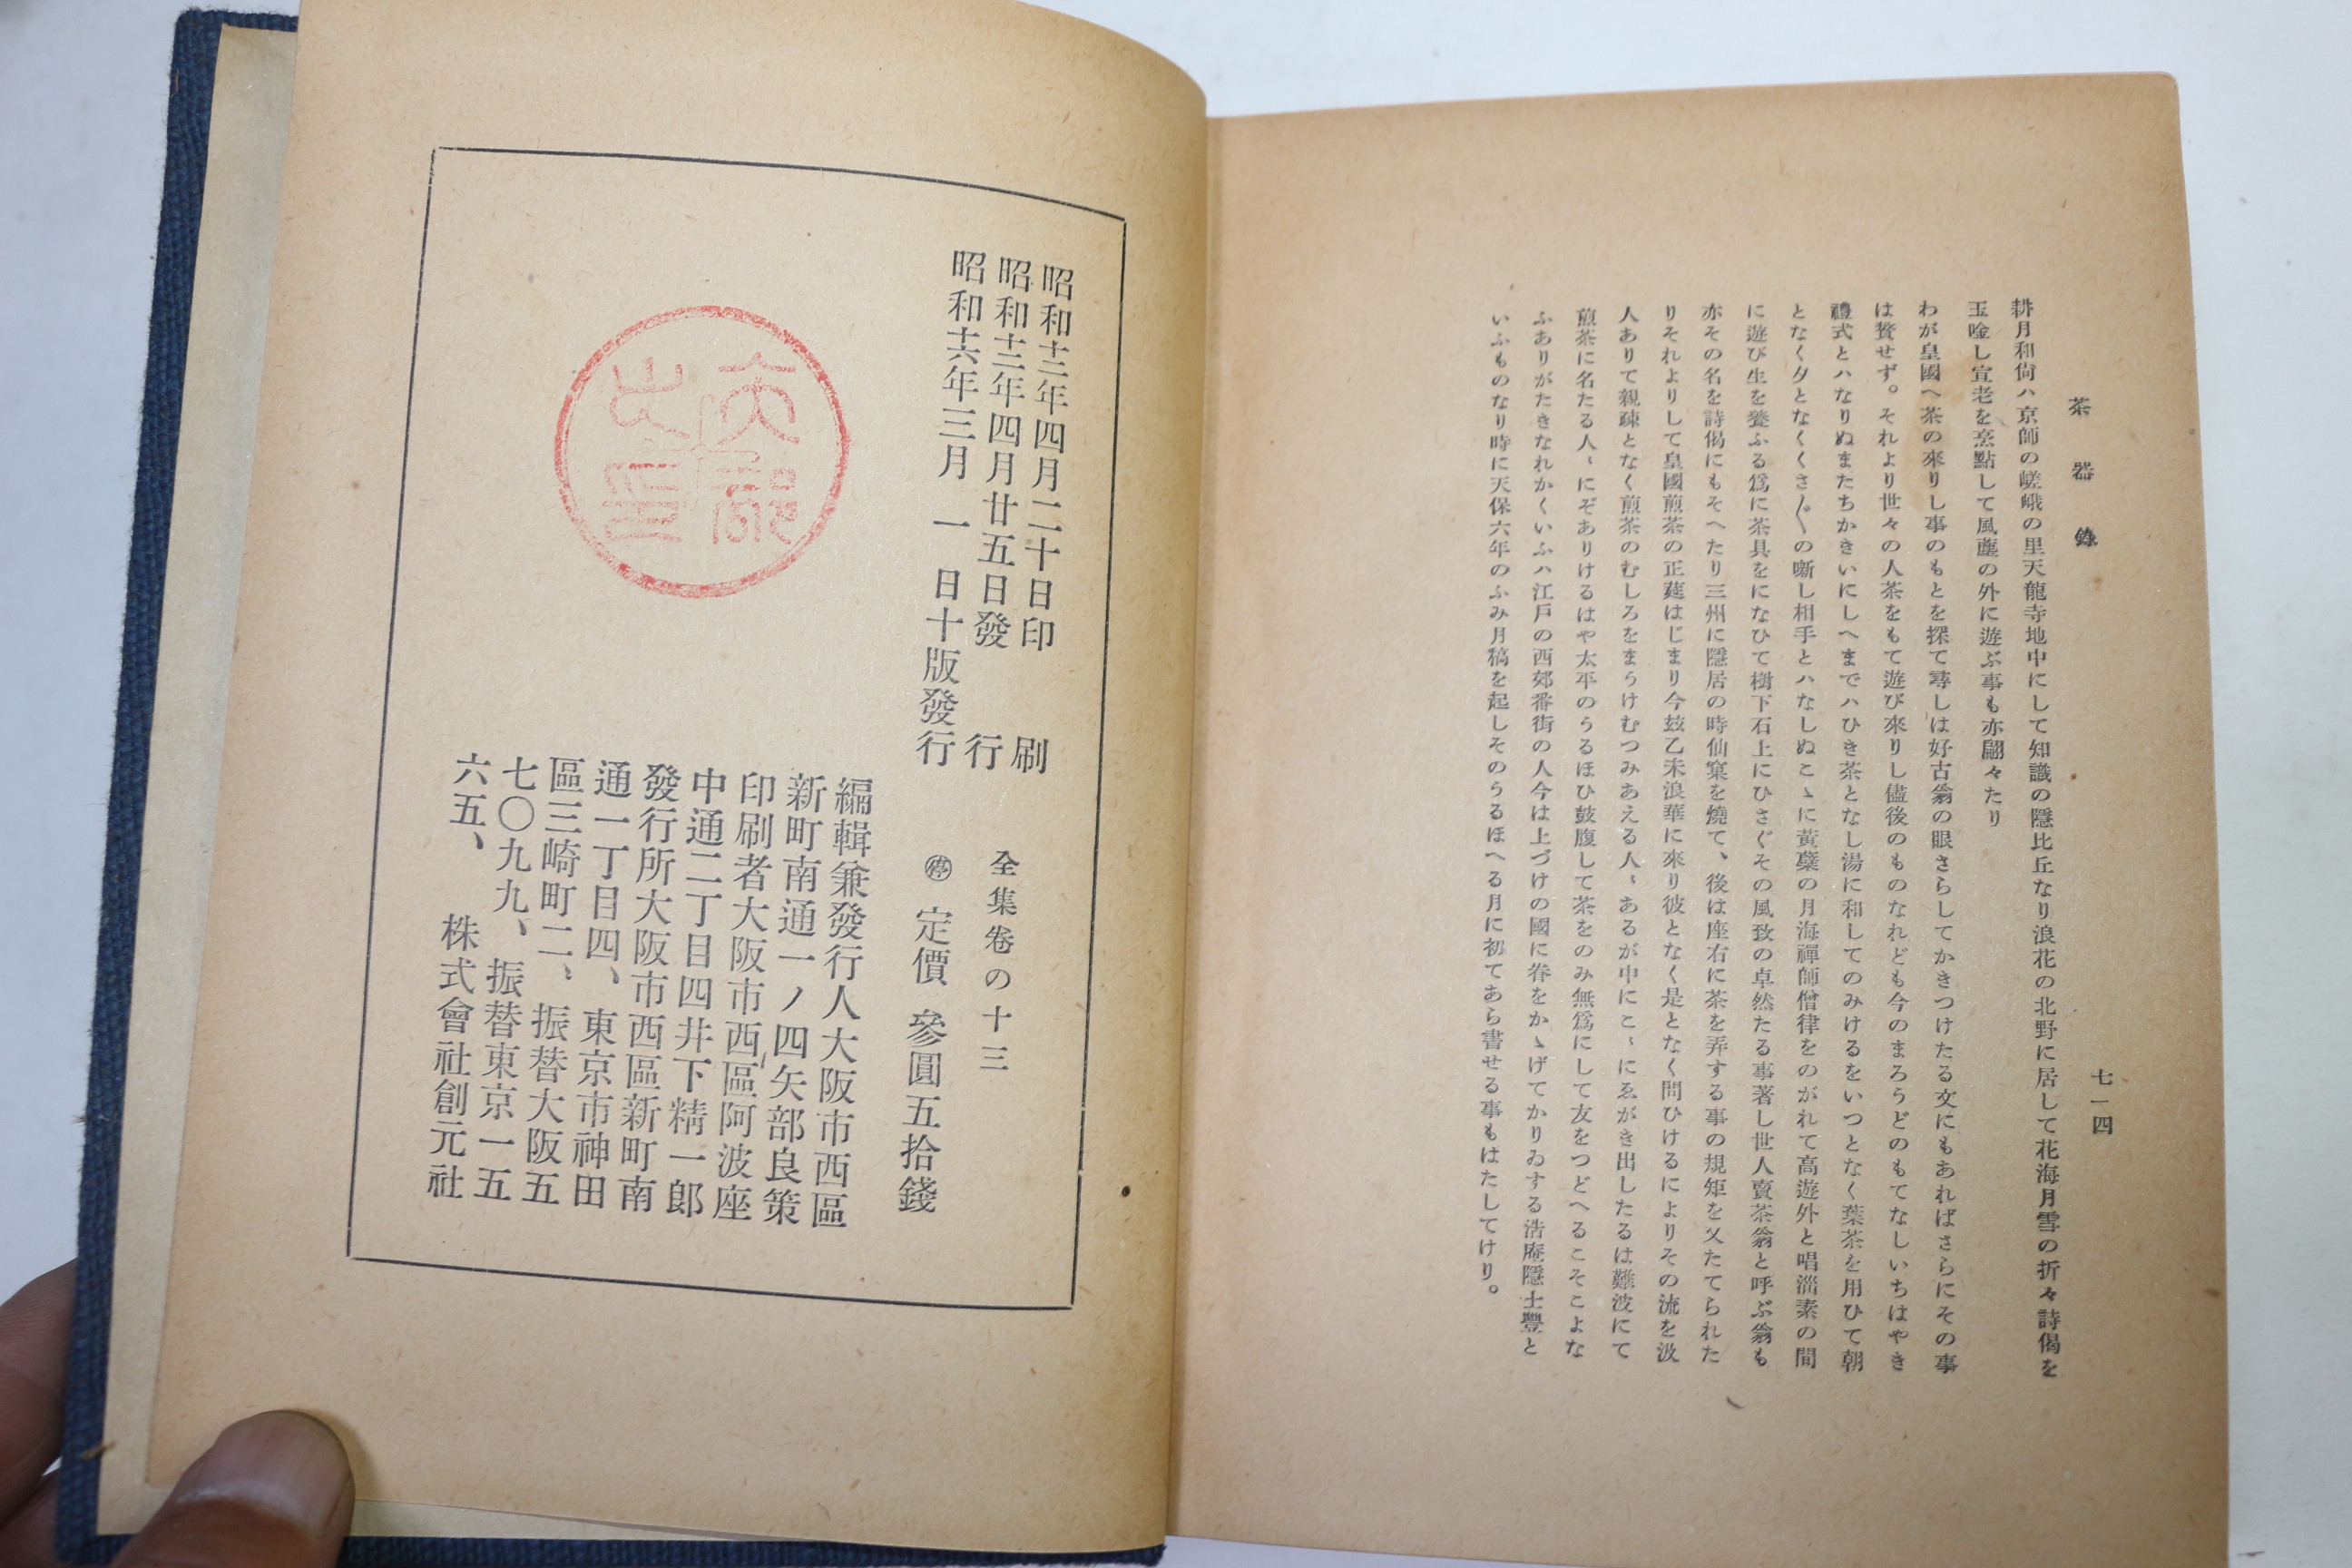 茶器錄
七一四
耕月和尙ハ京師の嵯峨の里天龍寺地中にして知識の隱比丘なり浪花の北野に居して花海月雪の折々詩偈を
玉唫し宣老を烹點して風塵の外に遊ぶ事も亦翩々たり
わが皇國へ茶の來りし事のもとを探て尋しは好古翁の眼さらしてかきつけたる文にもあればさらにその事
は贅せず。それより世々の人茶をもて遊び來りし儘後のものなれども今のまろうどのもてなしいちはやき
禮式とハなりぬまたちかきいにしへまでハひき茶となし湯に和してのみけるをいつとなく葉茶を用ひて朝
となく夕となくくさ〴〵の噺し相手とハなしぬこゝに黃蘗の月海禪師僧律をのがれて高遊外と唱淄素の間
に遊び生を養ふる爲に茶具をになひて樹下石上にひさぐその風致の卓然たる事著し世人賣茶翁と呼ぶ翁も
亦その名を詩偈にもそへたり三州に隱居の時仙窠を燒て、後は座右に茶を弄する事の規矩を乂たてられた
りそれよりして皇國煎茶の正莚はじまり今玆乙未浪華に來り彼となく是となく問ひけるによりその流を汲
人ありて親疎となく煎茶のむしろをまうけむつみあえる人〻あるが中にこ〻にゑがき出したるは難波にて
煎茶に名たる人〻にぞありけるはや太平のうるほひ鼓腹して茶をのみ無爲にして友をつどへるこそこよな
ふありがたきなれかくいふハ江戶の西郊番街の人今は上づけの國に眷をかゝげてかりゐする浩庵隱士豐と
いふものなり時に天保六年のふみ月稿を起しそのうるほへる月に初てあら書せる事もはたしてけり。
昭和十三年四月二十日印刷
昭和十三年四月廿五日發行
昭和十六年三月一日十版發行
全集卷の十三
㊡定價 參圓五拾錢
編輯兼發行人大阪市西區
新町南通一ノ四矢部良策
印刷者大阪市西區阿波座
中通二丁目四井下精一郎
發行所大阪市西區新町南
通一丁目四、東京市神田
區三崎町二、振替大阪五
七〇九九、振替東京一五
六五、 株式會社創元社